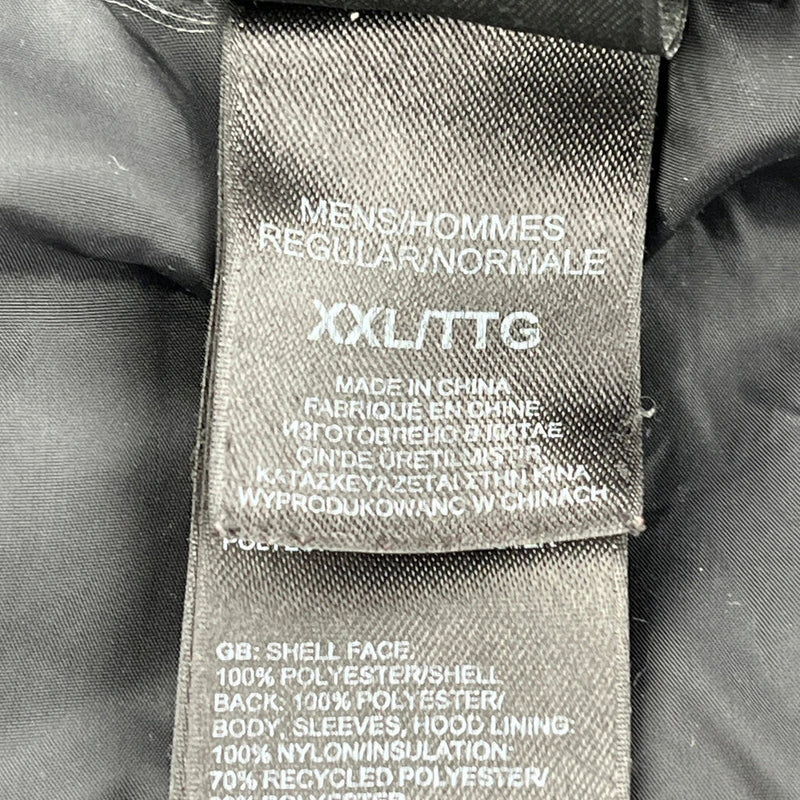 MENS/HOMMES
REGULAR/NORMALE
XXL/TTG
MADE IN CHINA
FABRIQUÉ EN CHINE
ИЗГОТОВЛЕНО В КИТАЕ
ÇIN'DE ÜRETILMISTIR
ΚΑΤΑΣΚΕΥΑΖΕΤΑΙ ΣΤΗΝ ΚΙΝΑ
WYPRODUKOWANO W CHINACH
GB: SHELL FACE:
100% POLYESTER/SHELL
BACK: 100% POLYESTER/
BODY, SLEEVES, HOOD LINING:
100% NYLON/INSULATION:
70% RECYCLED POLYESTER/